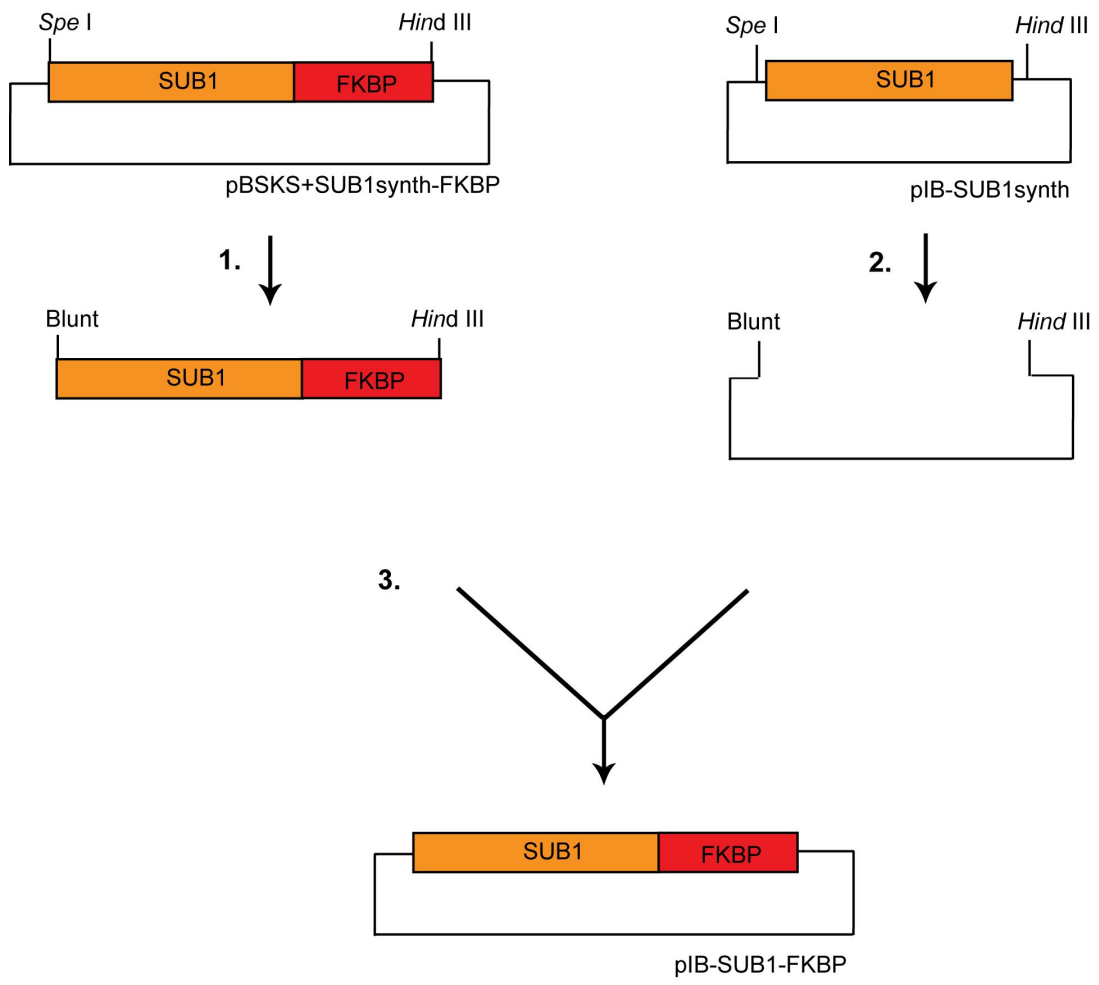 Spe I
Hind III
SUB1
FKBP
pBSKS+SUB1synth-FKBP
Spe I
Hind III
SUB1
pIB-SUB1synth
1.
2.
Blunt
Hind III
SUB1
FKBP
Blunt
Hind III
3.
SUB1
FKBP
pIB-SUB1-FKBP